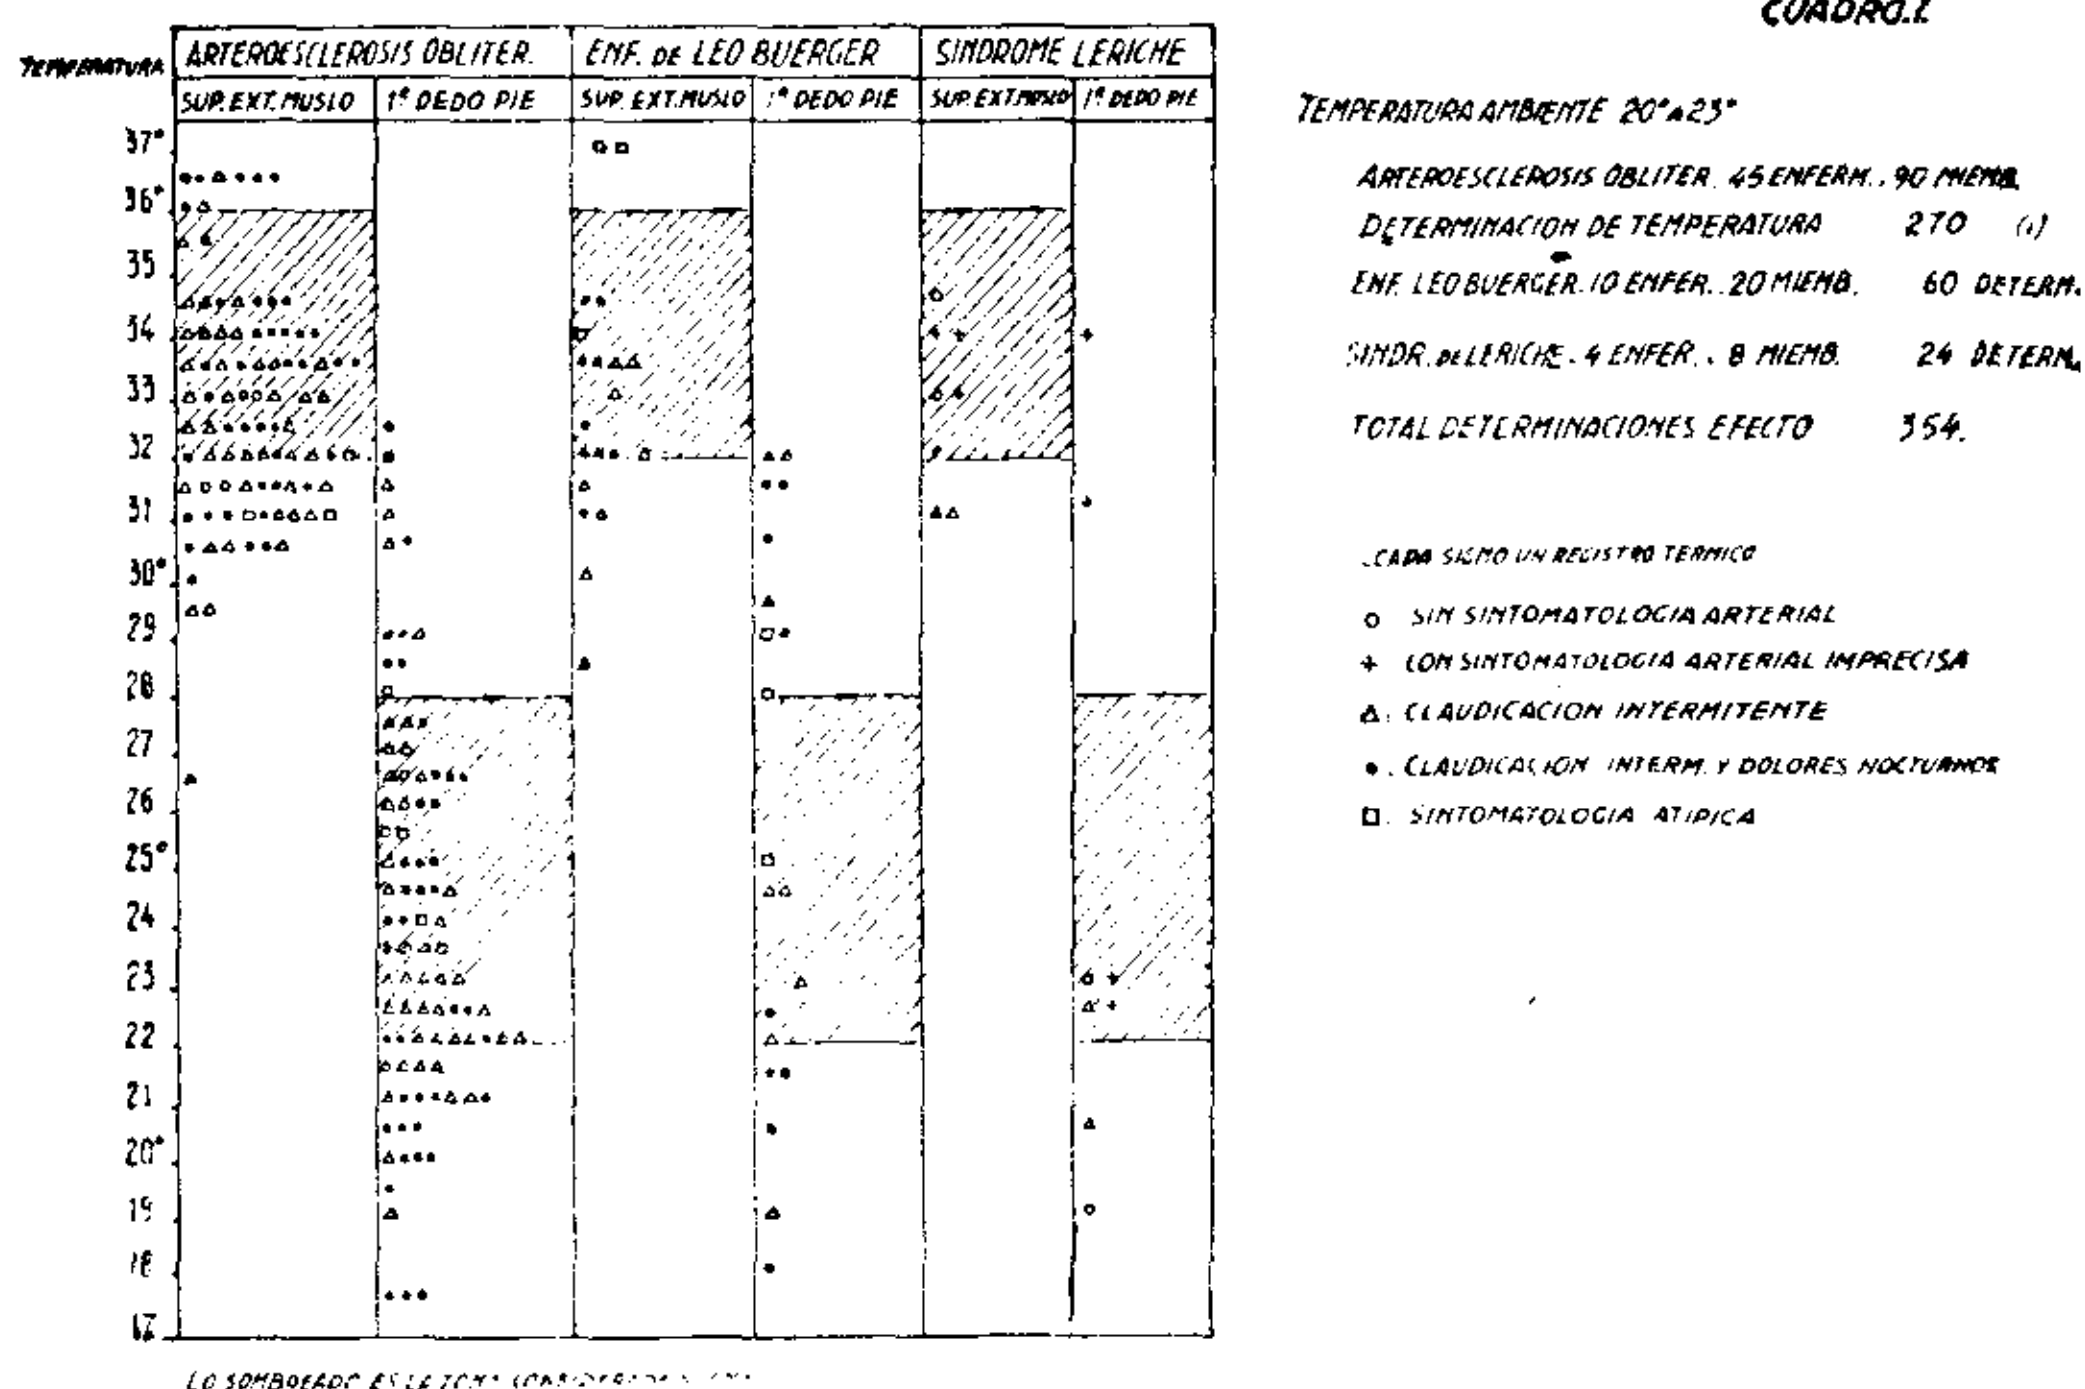 CUADRO.I.
TEMPERATURA
ARTEROESCLEROSIS OBLITER.
ENF. DE LEO BUERGER
SINDROME LERICHE
SUP. EXT. MUSLO
1º DEDO PIE
SUP. EXT. MUSLO
1º DEDO PIE
SUP. EXT MUSLO
1º DEDO PIE
37°
36°
35
34
33
32
31
30°
29
28
27
26
25°
24
23
22
21
20°
19
18
17
TEMPERATURA AMBIENTE 20° A 23°
ARTEROESCLEROSIS OBLITER. 45 ENFERM., 90 MIEMB.
DETERMINACION DE TEMPERATURA 270 (1)
ENF. LEO BUERGER. 10 ENFER.. 20 MIEMB. 60 DETERM.
SINDR. DE LERICHE. 4 ENFER.. 8 MIEMB. 24 DETERM.
TOTAL DETERMINACIONES EFECTO 354.
.CADA SIGNO UN REGISTRO TERMICO
O SIN SINTOMATOLOGIA ARTERIAL
+ CON SINTOMATOLOGIA ARTERIAL IMPRECISA
Δ. CLAUDICACION INTERMITENTE
●. CLAUDICACION INTERM. Y DOLORES NOCTURNOS
□. SINTOMATOLOGIA ATIPICA
LO SOMBREADO ES LA ZONA CONSIDERADA